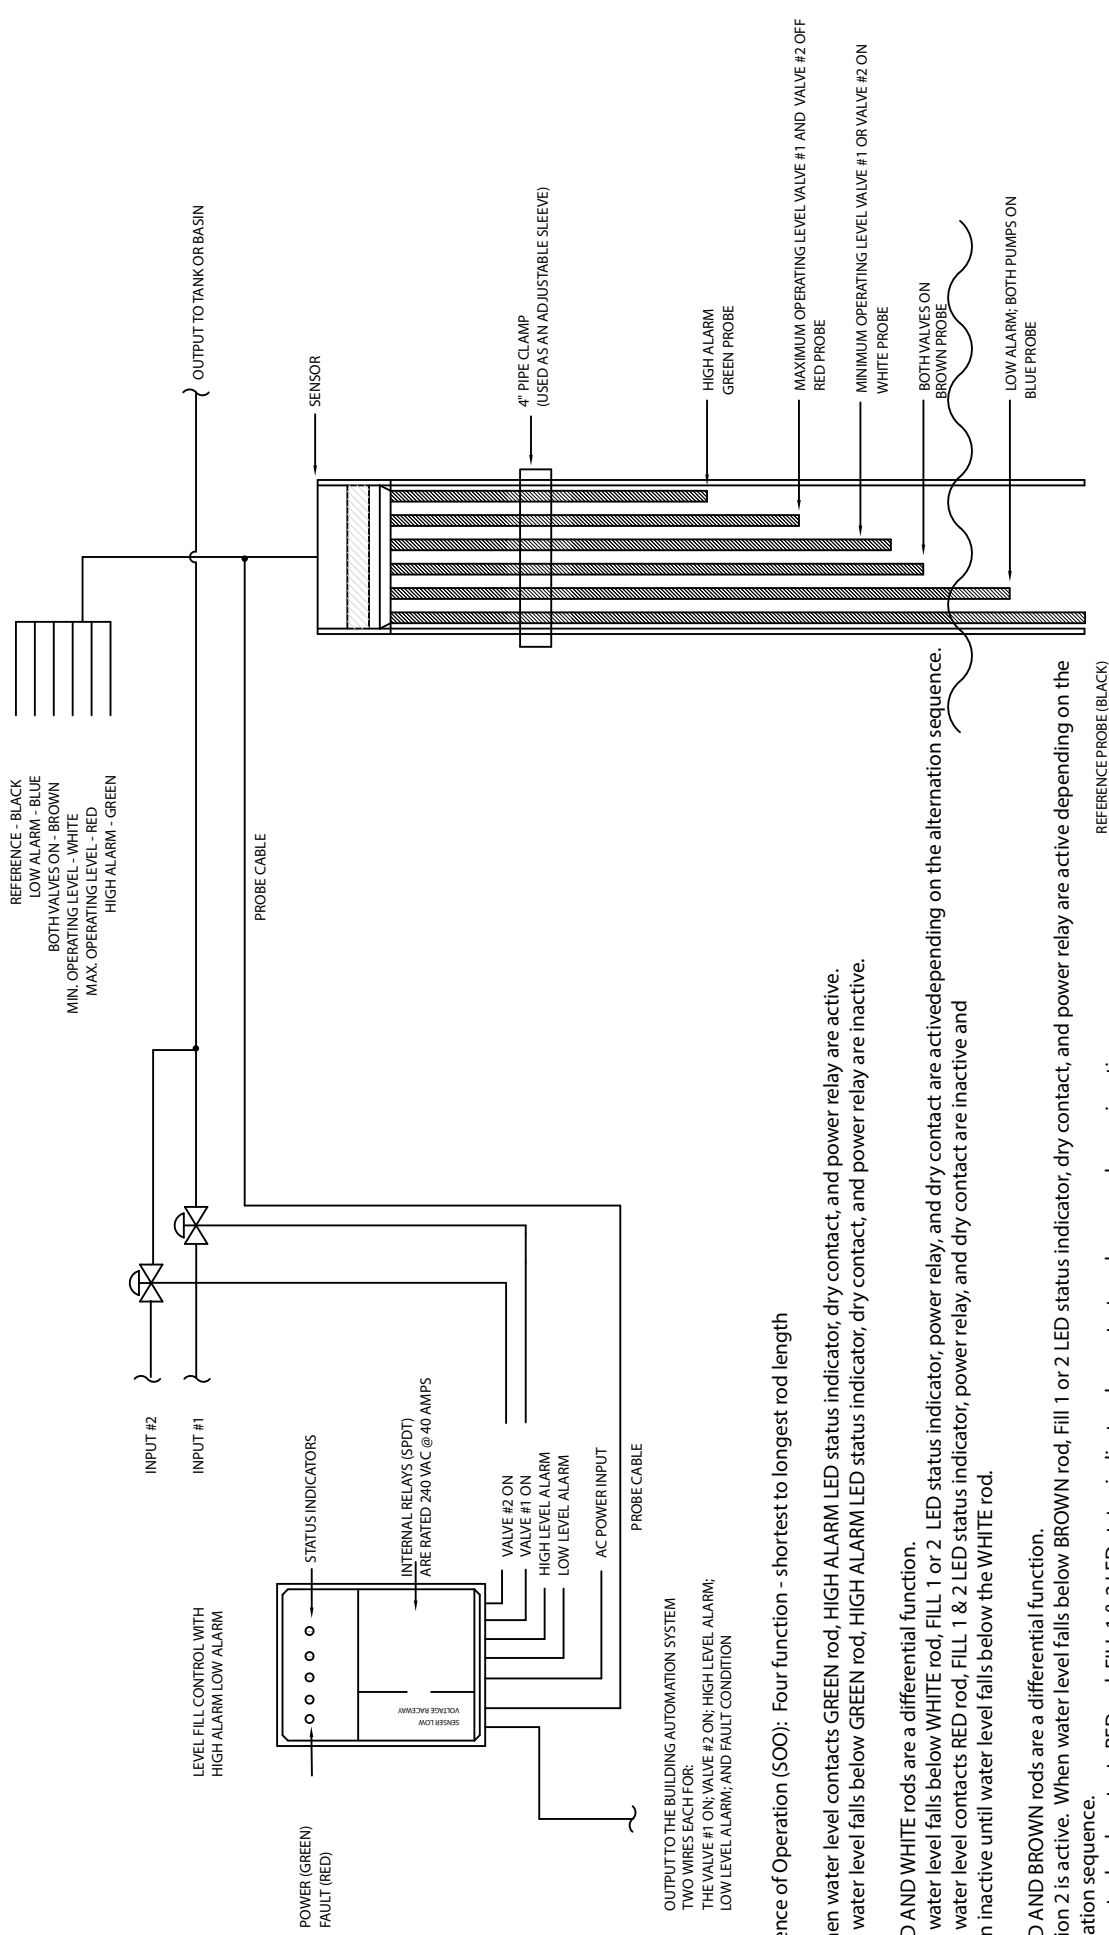 REFERENCE - BLACK
LOW ALARM - BLUE
BOTH VALVES ON - BROWN
MIN. OPERATING LEVEL - WHITE
MAX. OPERATING LEVEL - RED
HIGH ALARM - GREEN
INPUT #2
INPUT #1
OUTPUT TO TANK OR BASIN
PROBE CABLE
LEVEL FILL CONTROL WITH
HIGH ALARM LOW ALARM
POWER (GREEN)
FAULT (RED)
STATUS INDICATORS
INTERNAL RELAYS (SPDT)
ARE RATED 240 VAC @ 40 AMPS
SENSER LOW
VOLTAGE RACEWAY
VALVE #2 ON
VALVE #1 ON
HIGH LEVEL ALARM
LOW LEVEL ALARM
AC POWER INPUT
PROBE CABLE
OUTPUT TO THE BUILDING AUTOMATION SYSTEM
TWO WIRES EACH FOR:
THE VALVE #1 ON; VALVE #2 ON; HIGH LEVEL ALARM;
LOW LEVEL ALARM; AND FAULT CONDITION
SENSOR
4" PIPE CLAMP
(USED AS AN ADJUSTABLE SLEEVE)
HIGH ALARM
GREEN PROBE
MAXIMUM OPERATING LEVEL VALVE #1 AND VALVE #2 OFF
RED PROBE
MINIMUM OPERATING LEVEL VALVE #1 OR VALVE #2 ON
WHITE PROBE
BOTH VALVES ON
BROWN PROBE
LOW ALARM; BOTH PUMPS ON
BLUE PROBE
REFERENCE PROBE (BLACK)
of Operation (SOO): Four function - shortest to longest rod length
water level contacts GREEN rod, HIGH ALARM LED status indicator, dry contact, and power relay are active.
water level falls below GREEN rod, HIGH ALARM LED status indicator, dry contact, and power relay are inactive.
AND WHITE rods are a differential function.
water level falls below WHITE rod, FILL 1 or 2 LED status indicator, power relay, and dry contact are activedepending on the alternation sequence.
water level contacts RED rod, FILL 1 & 2 LED status indicator, power relay, and dry contact are inactive and
inactive until water level falls below the WHITE rod.
AND BROWN rods are a differential function.
2 is active. When water level falls below BROWN rod, Fill 1 or 2 LED status indicator, dry contact, and power relay are active depending on the
sequence.